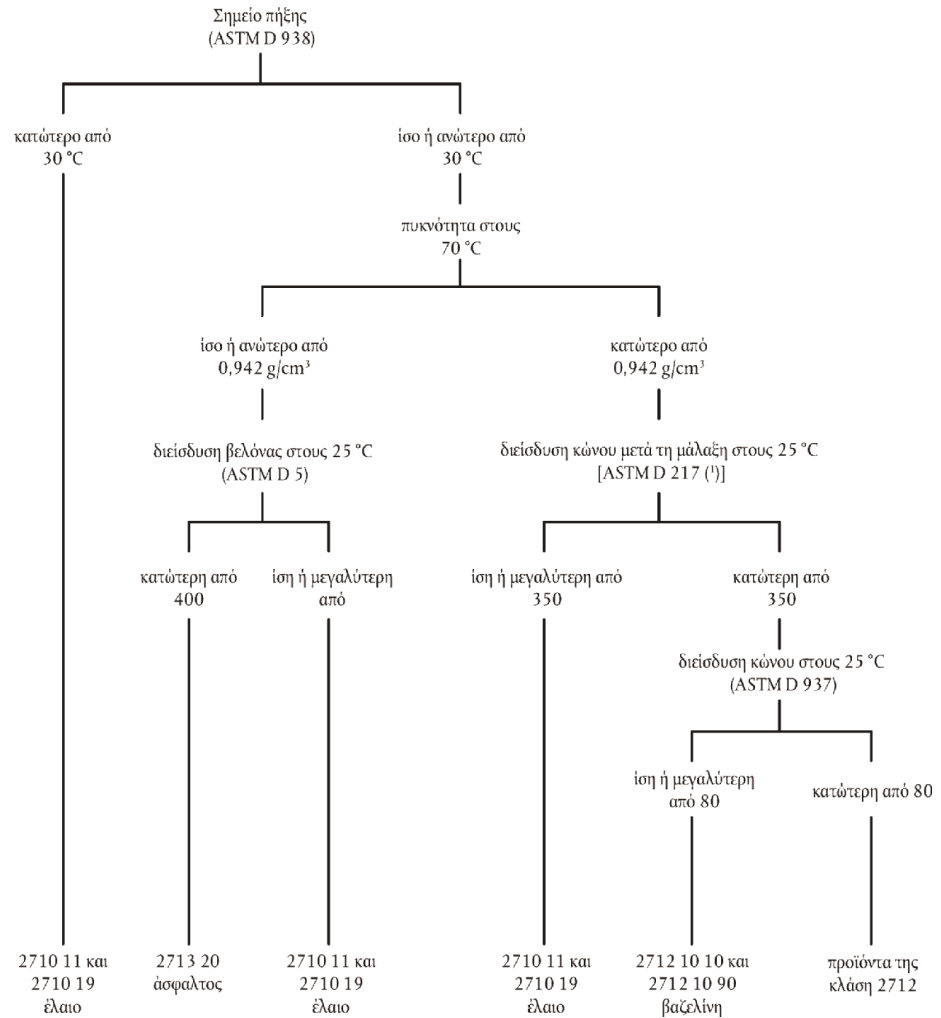 Σημείο πήξης
(ASTM D 938)
κατώτερο από
30 °C
ίσο ή ανώτερο από
30 °C
πυκνότητα στους
70 °C
ίσο ή ανώτερο από
0,942 g/cm³
κατώτερο από
0,942 g/cm³
διείσδυση βελόνας στους 25 °C
(ASTM D 5)
διείσδυση κώνου μετά τη μάλαξη στους 25 °C
[ASTM D 217 (¹)]
κατώτερη από
400
ίση ή μεγαλύτερη
από
ίση ή μεγαλύτερη από
350
κατώτερη από
350
διείσδυση κώνου στους 25 °C
(ASTM D 937)
ίση ή μεγαλύτερη
από 80
κατώτερη από 80
2710 11 και
2710 19
έλαιο
2713 20
άσφαλτος
2710 11 και
2710 19
έλαιο
2710 11 και
2710 19
έλαιο
2712 10 10 και
2712 10 90
βαζελίνη
προϊόντα της
κλάση 2712